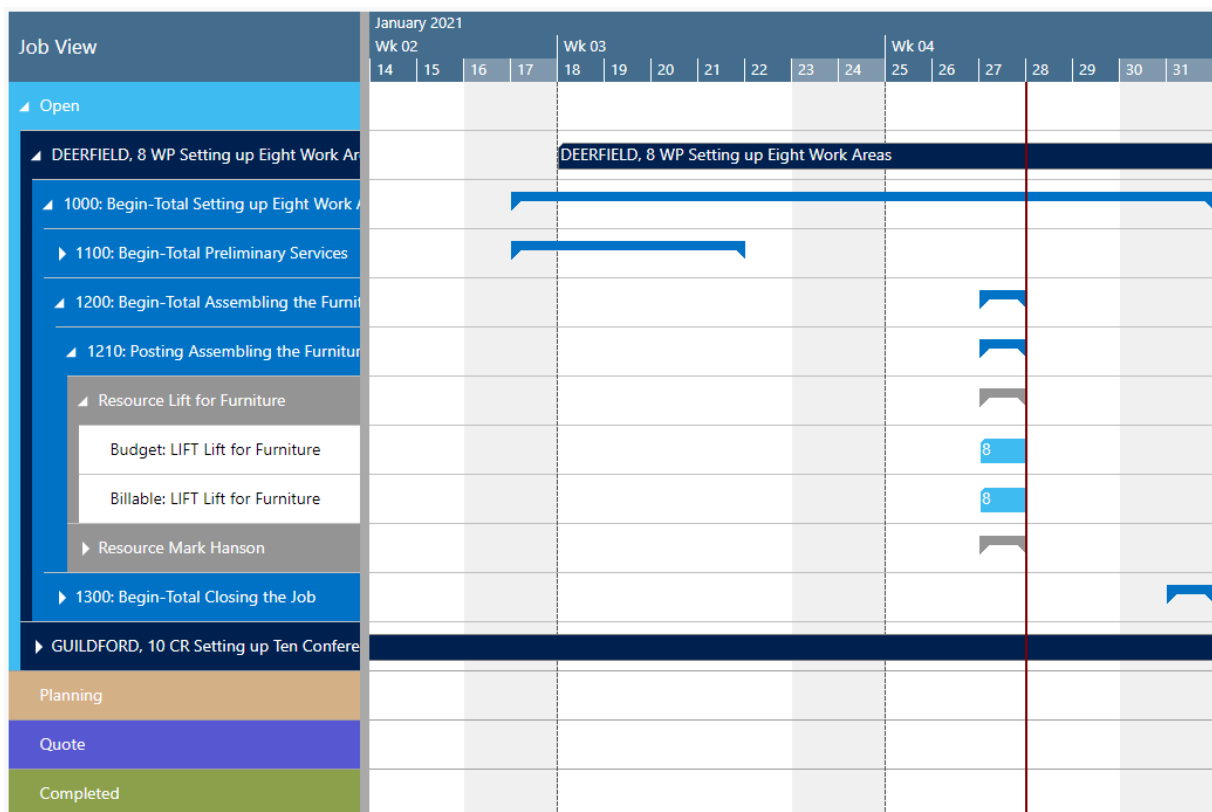 Job View
January 2021
Wk 02 Wk 03 Wk 04
14 15 16 17 18 19 20 21 22 23 24 25 26 27 28 29 30 31
Open
DEERFIELD, 8 WP Setting up Eight Work Ar DEERFIELD, 8 WP Setting up Eight Work Areas
1000: Begin-Total Setting up Eight Work
1100: Begin-Total Preliminary Services
1200: Begin-Total Assembling the Furnit
1210: Posting Assembling the Furnitur
Resource Lift for Furniture
Budget: LIFT Lift for Furniture 8
Billable: LIFT Lift for Furniture 8
Resource Mark Hanson
1300: Begin-Total Closing the Job
GUILDFORD, 10 CR Setting up Ten Confere
Planning
Quote
Completed